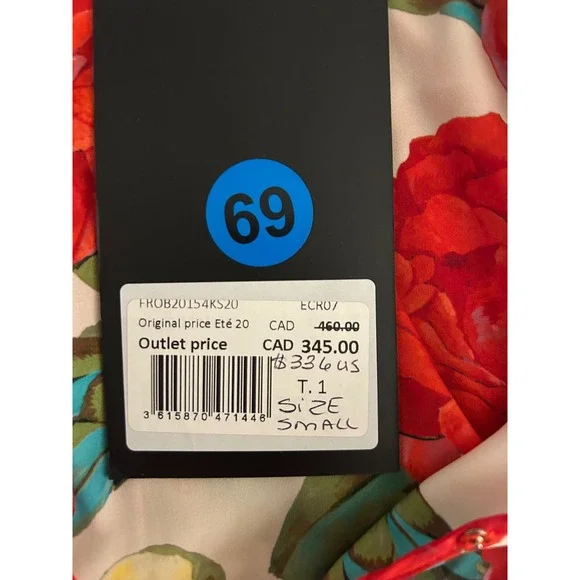 69
FROB20154KS20 ECR07
Original price Eté 20 CAD 460.00
Outlet price CAD 345.00
$336 US
T. 1
SIZE
SMALL
3 615870 471446